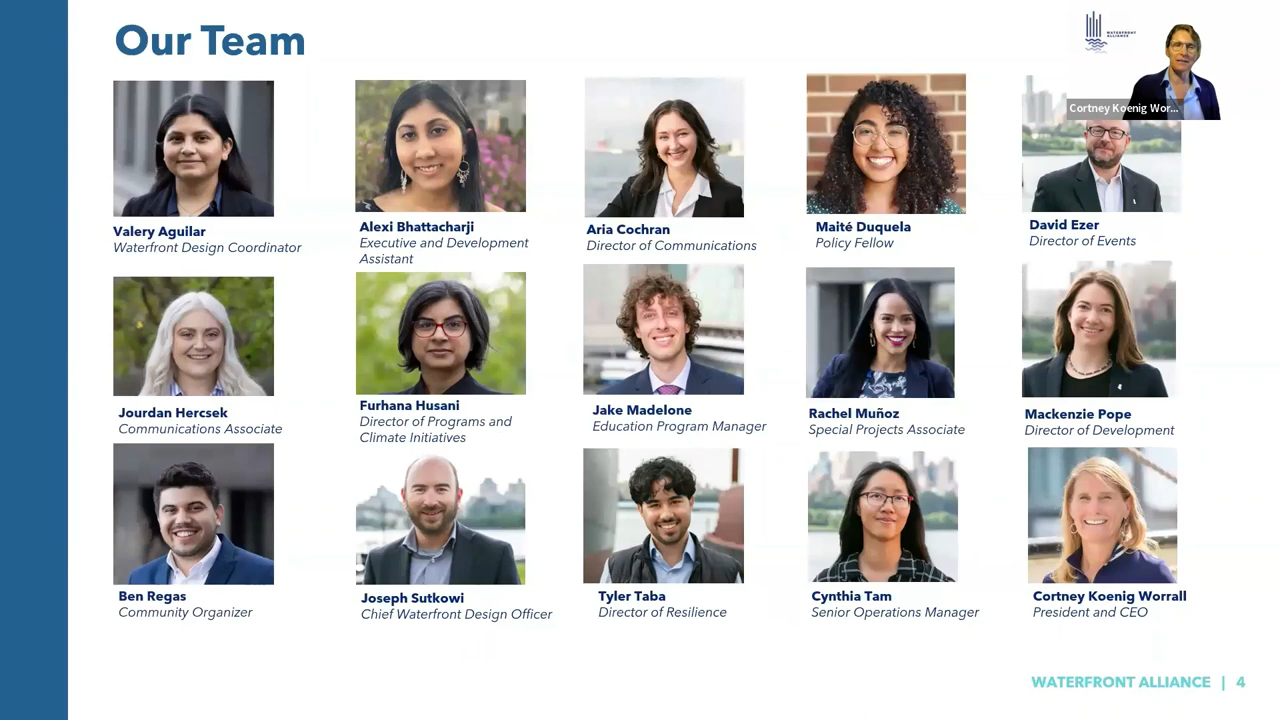 Our Team
WATERFRONT
ALLIANCE
Cortney Koenig Wor...
Valery Aguilar
Waterfront Design Coordinator
Alexi Bhattacharji
Executive and Development
Assistant
Aria Cochran
Director of Communications
Maité Duquela
Policy Fellow
David Ezer
Director of Events
Jourdan Hercsek
Communications Associate
Furhana Husani
Director of Programs and
Climate Initiatives
Jake Madelone
Education Program Manager
Rachel Muñoz
Special Projects Associate
Mackenzie Pope
Director of Development
Ben Regas
Community Organizer
Joseph Sutkowi
Chief Waterfront Design Officer
Tyler Taba
Director of Resilience
Cynthia Tam
Senior Operations Manager
Cortney Koenig Worrall
President and CEO
WATERFRONT ALLIANCE | 4